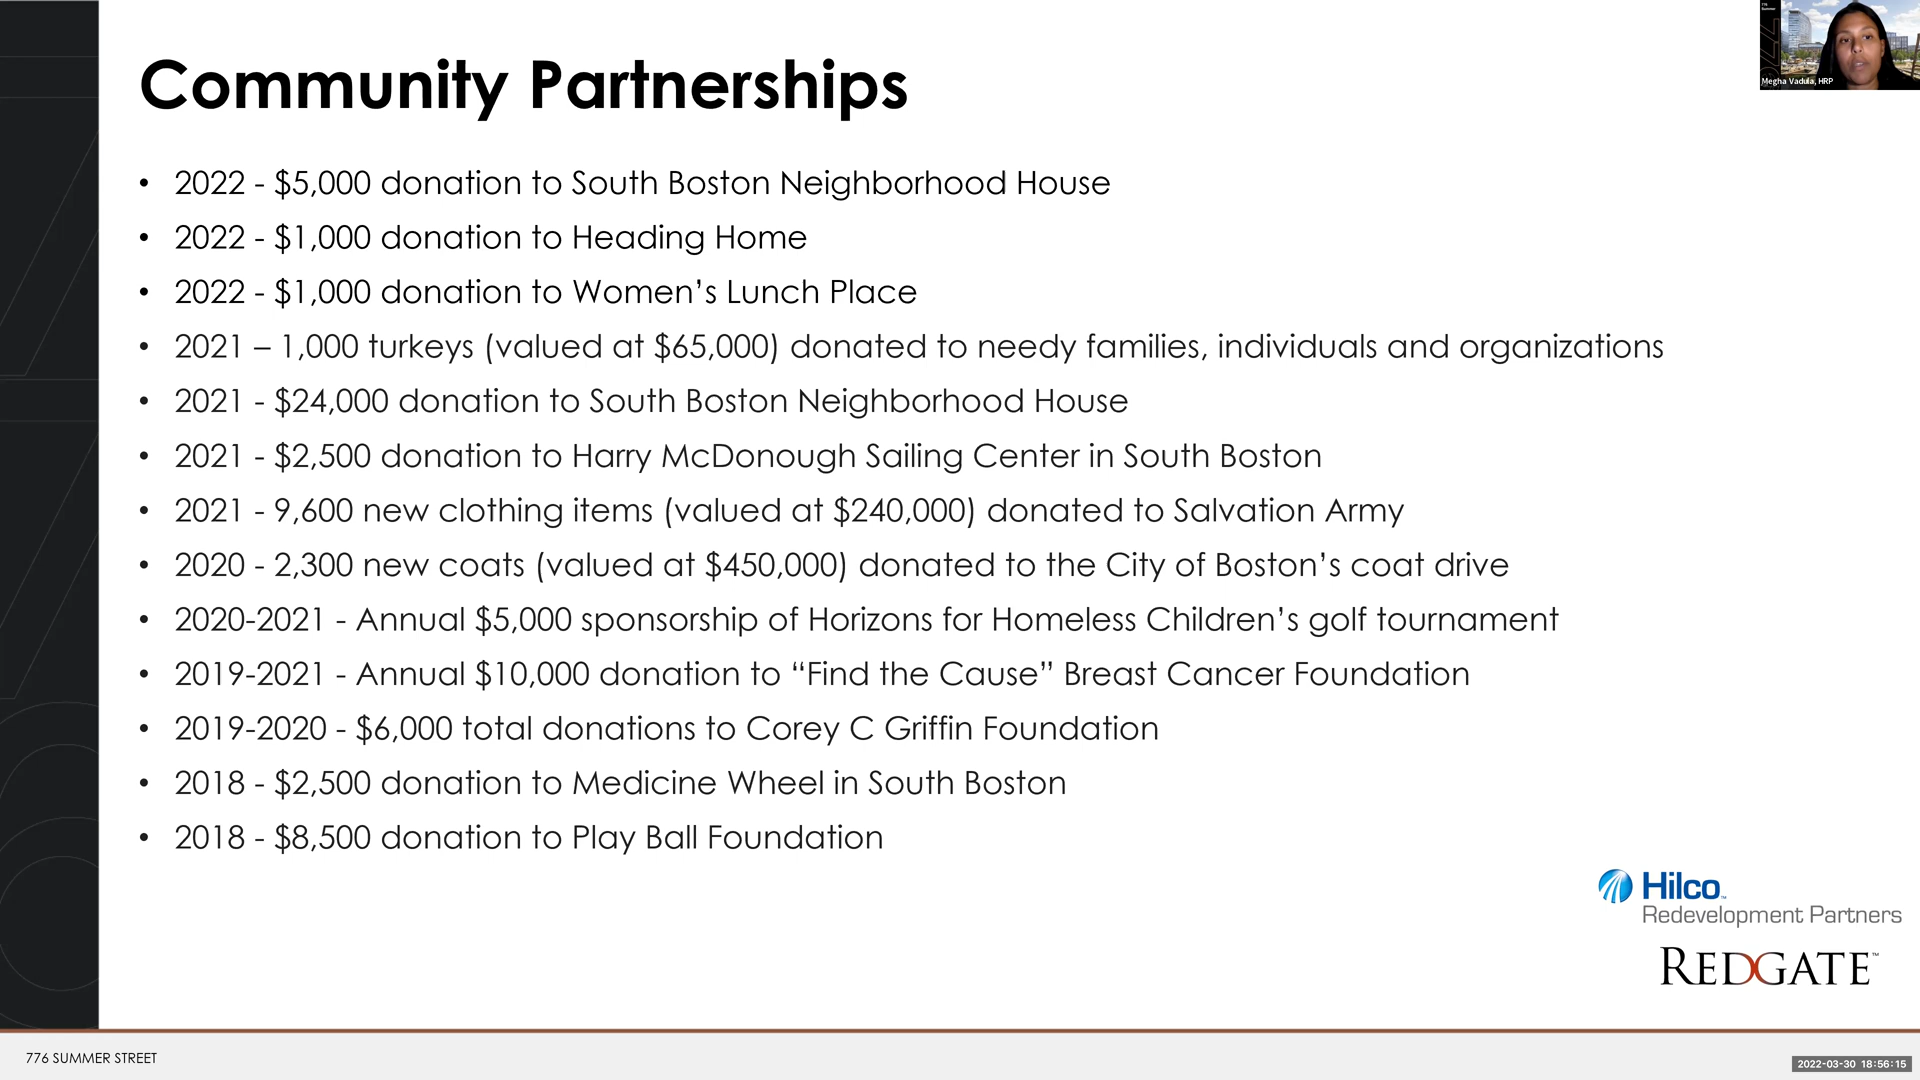 Community Partnerships
• 2022 - $5,000 donation to South Boston Neighborhood House
• 2022 - $1,000 donation to Heading Home
• 2022 - $1,000 donation to Women’s Lunch Place
• 2021 – 1,000 turkeys (valued at $65,000) donated to needy families, individuals and organizations
• 2021 - $24,000 donation to South Boston Neighborhood House
• 2021 - $2,500 donation to Harry McDonough Sailing Center in South Boston
• 2021 - 9,600 new clothing items (valued at $240,000) donated to Salvation Army
• 2020 - 2,300 new coats (valued at $450,000) donated to the City of Boston’s coat drive
• 2020-2021 - Annual $5,000 sponsorship of Horizons for Homeless Children’s golf tournament
• 2019-2021 - Annual $10,000 donation to “Find the Cause” Breast Cancer Foundation
• 2019-2020 - $6,000 total donations to Corey C Griffin Foundation
• 2018 - $2,500 donation to Medicine Wheel in South Boston
• 2018 - $8,500 donation to Play Ball Foundation
Megha Vadula, HRP
Hilco™
Redevelopment Partners
REDGATE™
776 SUMMER STREET
2022-03-30 18:56:15